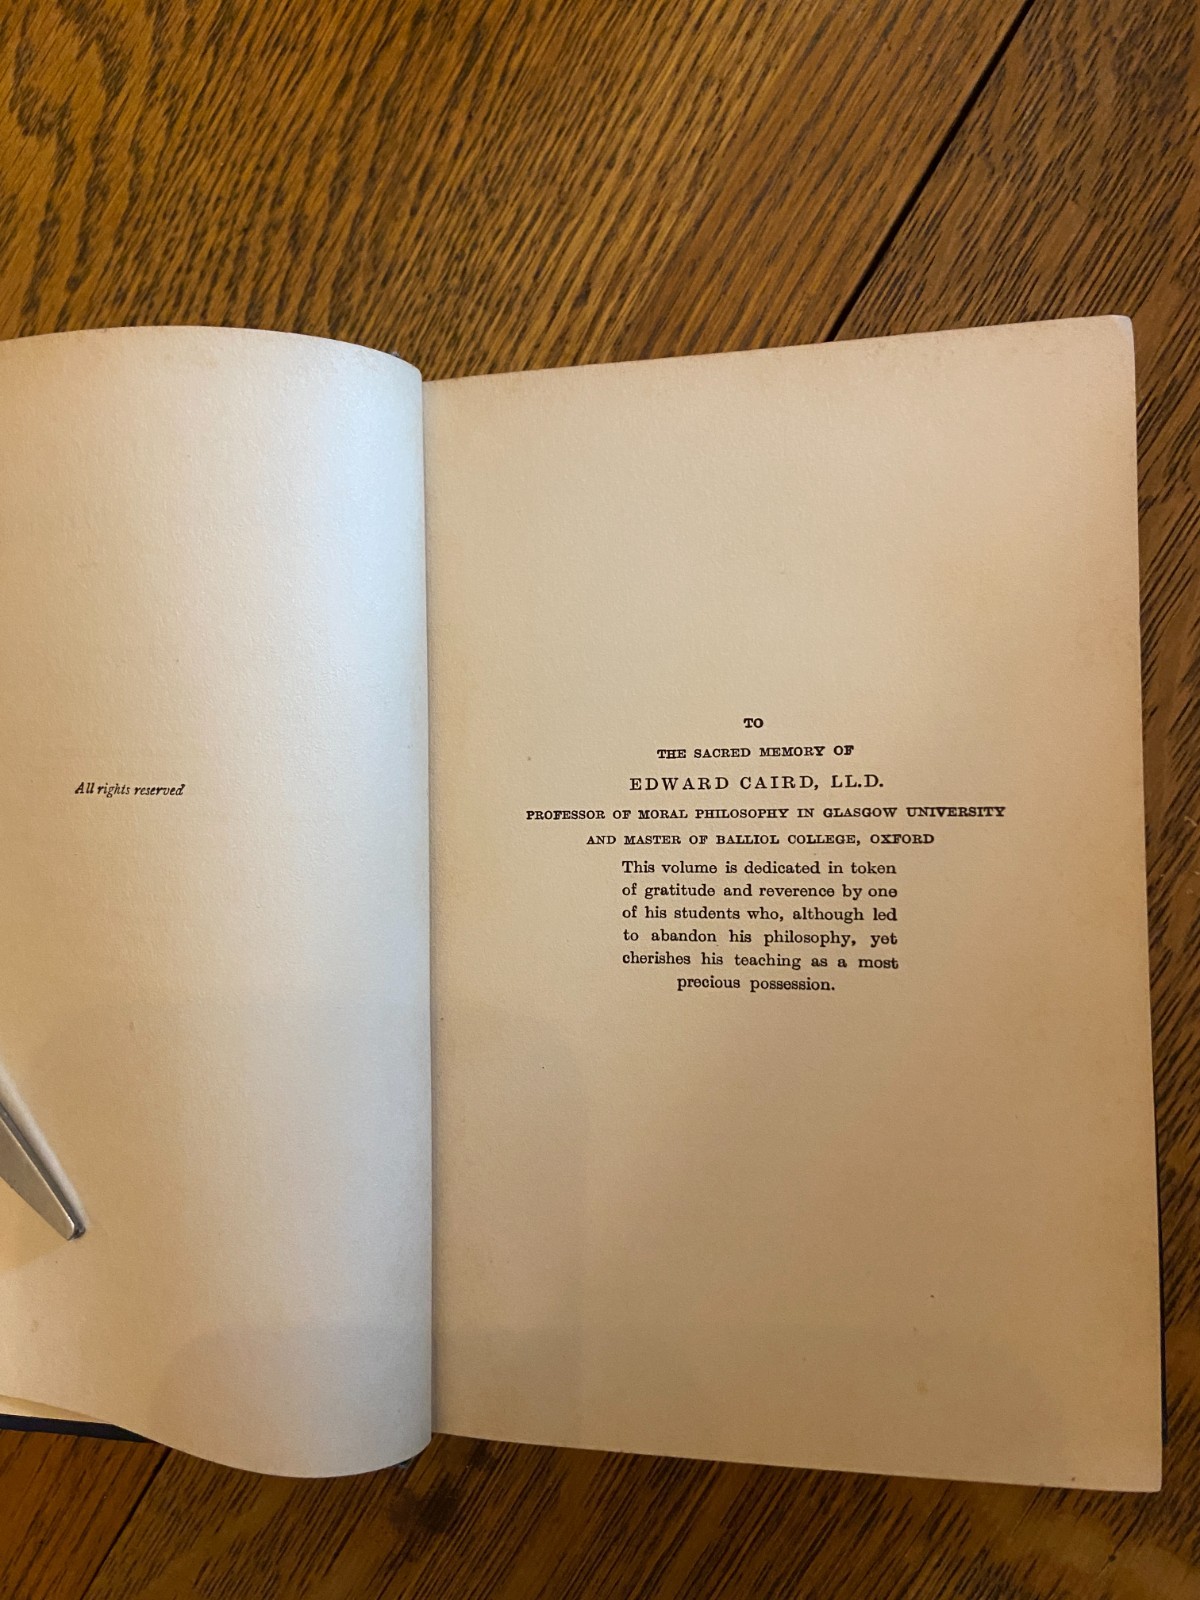 All rights reserved
TO
THE SACRED MEMORY OF
EDWARD CAIRD, LL.D.
PROFESSOR OF MORAL PHILOSOPHY IN GLASGOW UNIVERSITY
AND MASTER OF BALLIOL COLLEGE, OXFORD
This volume is dedicated in token
of gratitude and reverence by one
of his students who, although led
to abandon his philosophy, yet
cherishes his teaching as a most
precious possession.